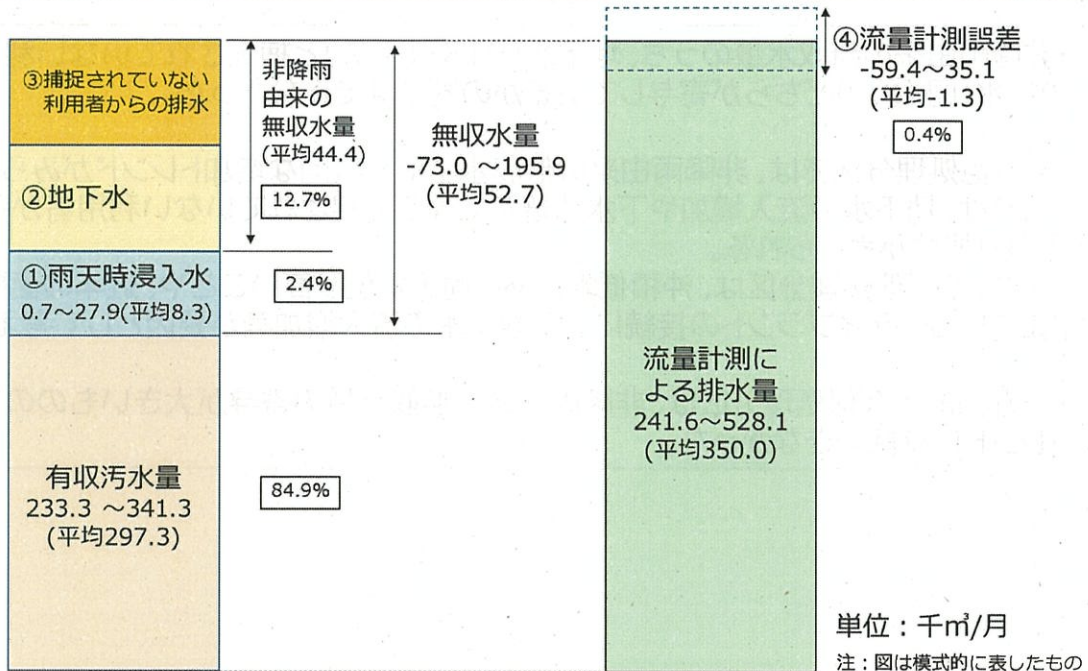 ③捕捉されていない
利用者からの排水
②地下水
①雨天時浸入水
0.7～27.9(平均8.3)
有収汚水量
233.3 ～341.3
(平均297.3)
非降雨
由来の
無収水量
(平均44.4)
12.7%
2.4%
84.9%
無収水量
-73.0 ～195.9
(平均52.7)
流量計測に
よる排水量
241.6～528.1
(平均350.0)
④流量計測誤差
-59.4～35.1
(平均-1.3)
0.4%
単位：千㎥/月
注：図は模式的に表したもの